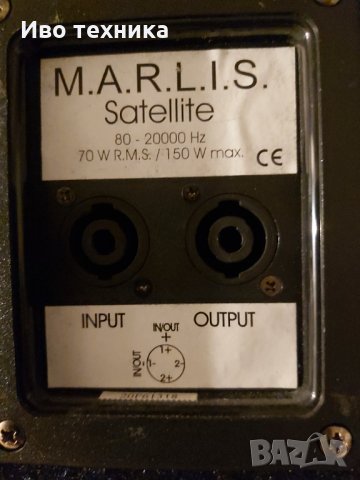 Иво техника
M.A.R.L.I.S.
Satellite
80 - 20000 Hz
70 W R.M.S. / 150 W max.
CE
INPUT
IN/OUT
+
OUTPUT
IN/OUT
-
1+
1-
2-
2+
BAZAR